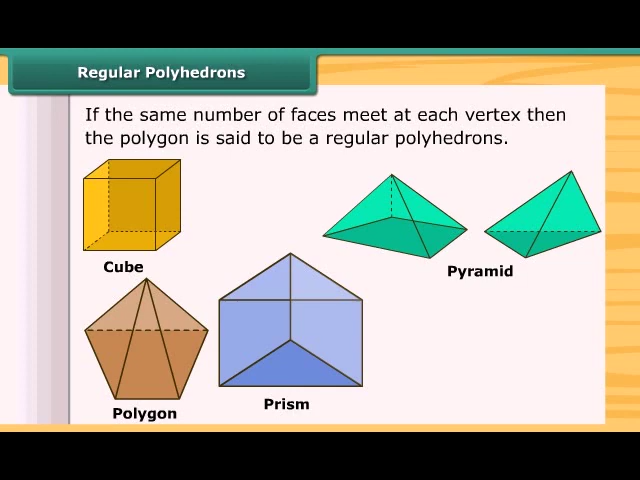 Regular Polyhedrons
If the same number of faces meet at each vertex then
the polygon is said to be a regular polyhedrons.
Cube
Pyramid
Polygon
Prism